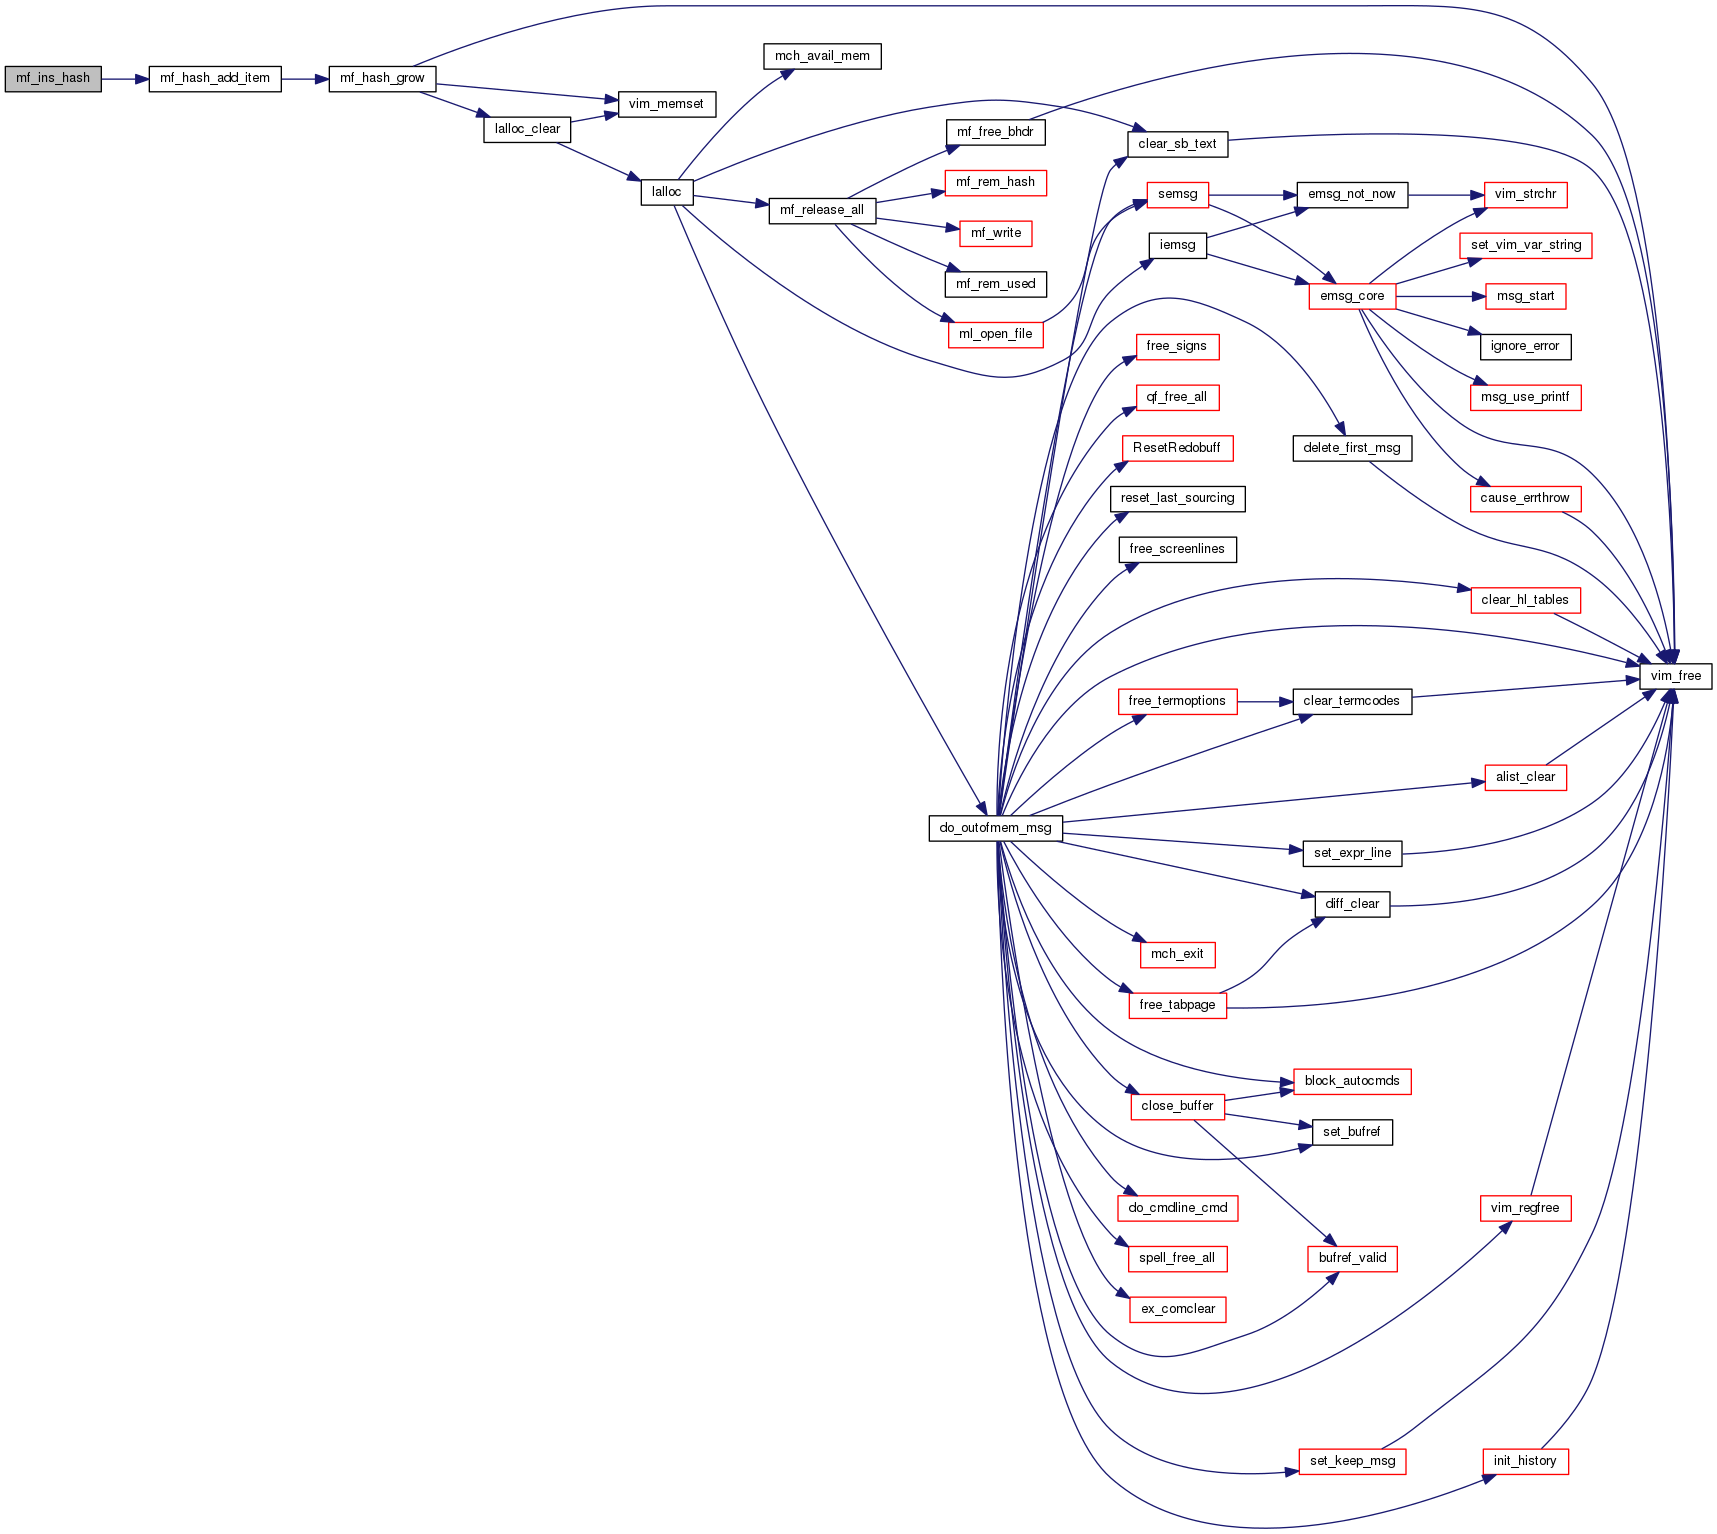 mf_ins_hash
mf_hash_add_item
mf_hash_grow
vim_memset
lalloc_clear
lalloc
mch_avail_mem
mf_release_all
mf_free_bhdr
mf_rem_hash
mf_write
mf_rem_used
ml_open_file
clear_sb_text
semsg
iemsg
emsg_not_now
emsg_core
vim_strchr
set_vim_var_string
msg_start
ignore_error
msg_use_printf
cause_errthrow
free_signs
qf_free_all
ResetRedobuff
reset_last_sourcing
free_screenlines
delete_first_msg
clear_hl_tables
vim_free
free_termoptions
clear_termcodes
alist_clear
do_outofmem_msg
set_expr_line
diff_clear
mch_exit
free_tabpage
block_autocmds
close_buffer
set_bufref
do_cmdline_cmd
vim_regfree
spell_free_all
bufref_valid
ex_comclear
set_keep_msg
init_history